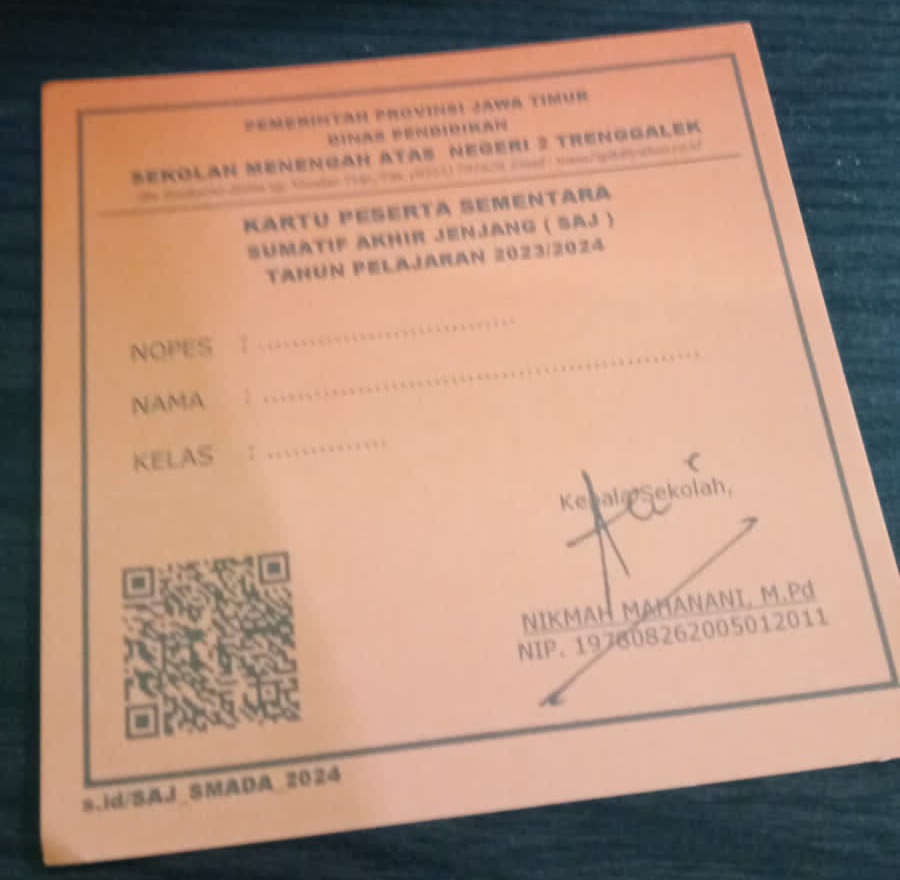 PEMERINTAH PROVINSI JAWA TIMUR
DINAS PENDIDIKAN
SEKOLAH MENENGAH ATAS NEGERI 2 TRENGGALEK
KARTU PESERTA SEMENTARA
SUMATIF AKHIR JENJANG ( SAJ )
TAHUN PELAJARAN 2023/2024
NOPES : ................................
NAMA : ........................................................
KELAS : ...............
Kepala Sekolah,
NIKMAH MAHANANI, M.Pd
NIP. 197808262005012011
s.id/SAJ_SMADA_2024